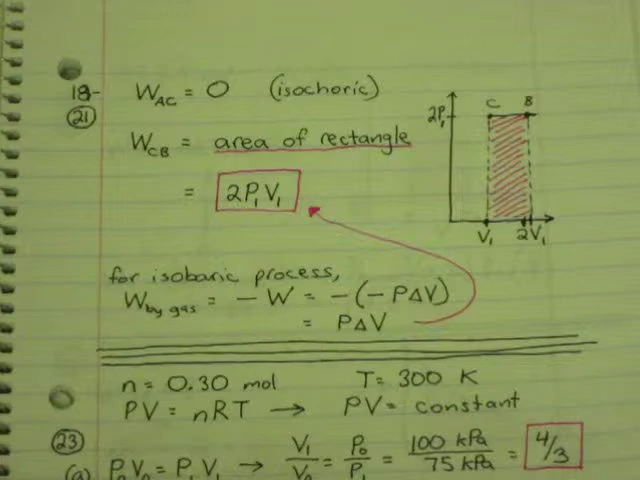 18-
(21)
W_AC = 0 (isochoric)
W_CB = area of rectangle
= 2P₁V₁
C B
2P₁
V₁ 2V₁
for isobaric process,
W_by gas = - W = -(-PΔV)
= PΔV
n = 0.30 mol T = 300 K
PV = nRT → PV = constant
(23)
(a) P₀V₀ = P₁V₁ → V₁/V₀ = P₀/P₁ = 100 kPa/75 kPa = 4/3